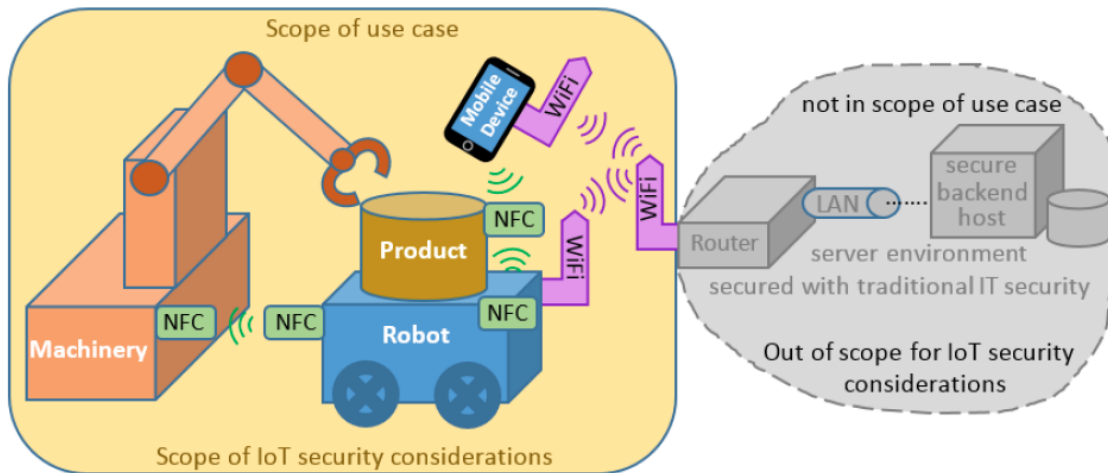 Scope of use case
Mobile
Device
WiFi
NFC
Product
WiFi
WiFi
NFC
NFC
NFC
Machinery
Robot
Scope of IoT security considerations
not in scope of use case
secure
backend
host
LAN
Router
server environment
secured with traditional IT security
Out of scope for IoT security
considerations